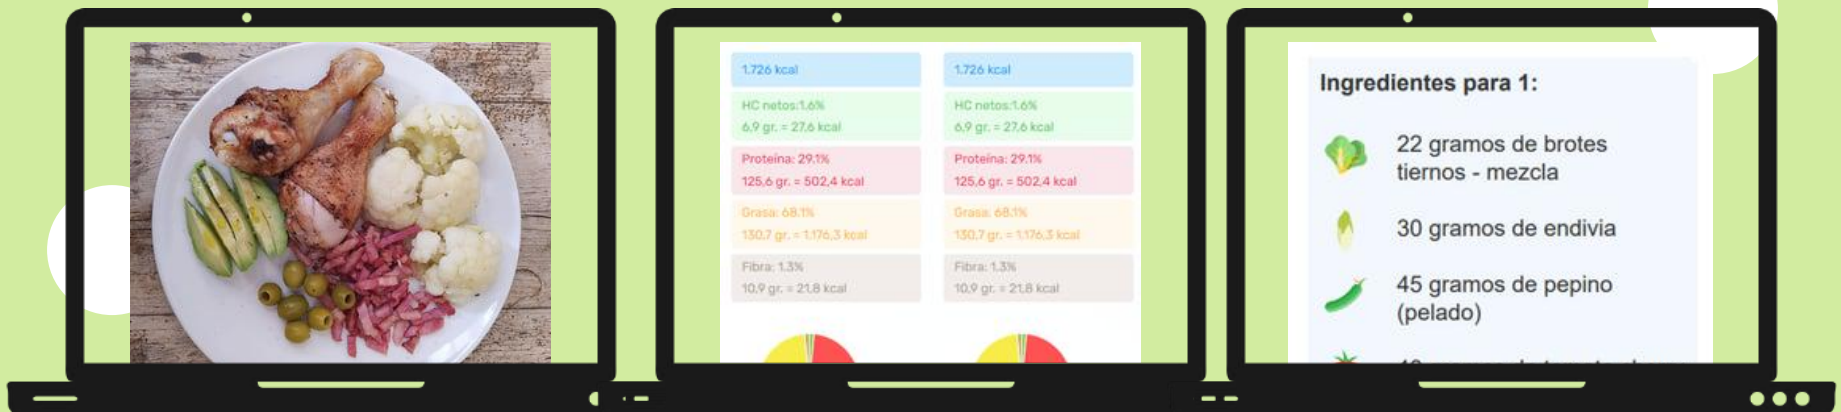 1.726 kcal
HC netos:1.6%
6,9 gr. = 27,6 kcal
Proteína: 29.1%
125,6 gr. = 502,4 kcal
Grasa: 68.1%
130,7 gr. = 1.176,3 kcal
Fibra: 1.3%
10,9 gr. = 21,8 kcal
1.726 kcal
HC netos:1.6%
6,9 gr. = 27,6 kcal
Proteína: 29.1%
125,6 gr. = 502,4 kcal
Grasa: 68.1%
130,7 gr. = 1.176,3 kcal
Fibra: 1.3%
10,9 gr. = 21,8 kcal
Ingredientes para 1:
22 gramos de brotes
tiernos - mezcla
30 gramos de endivia
45 gramos de pepino
(pelado)